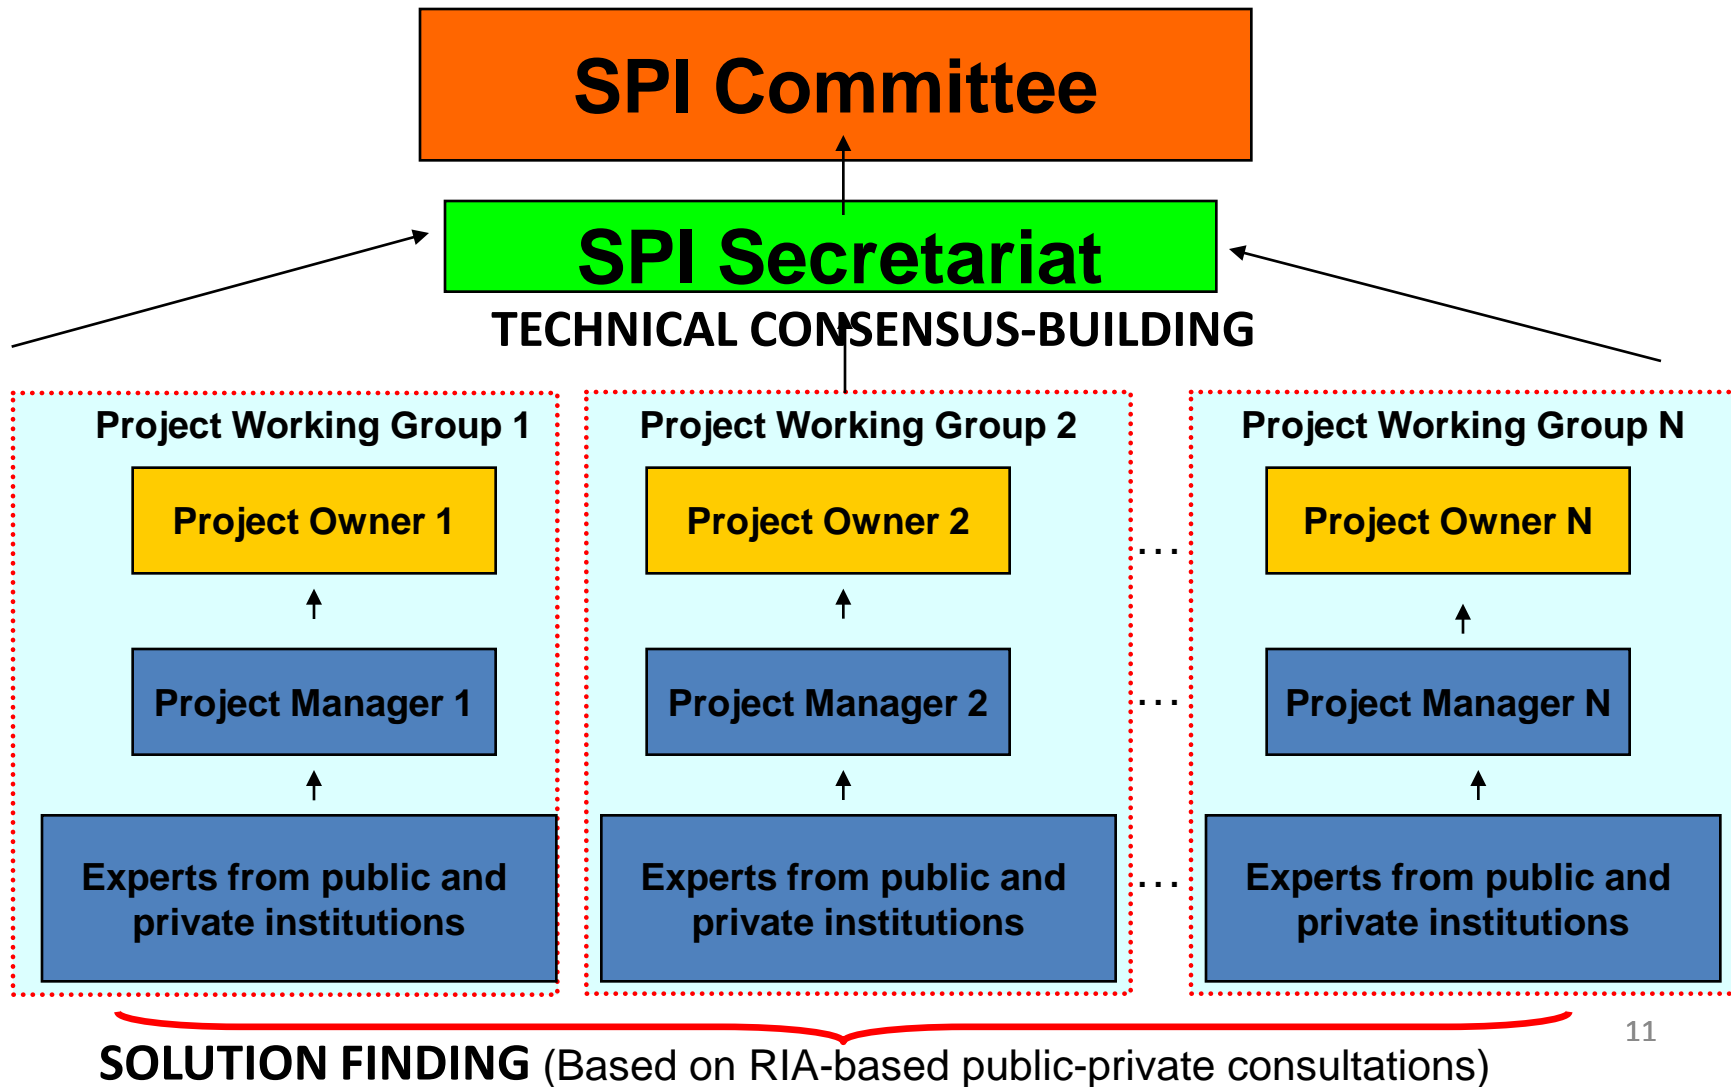 SPI Committee
SPI Secretariat
TECHNICAL CONSENSUS-BUILDING
Project Working Group 1
Project Owner 1
Project Manager 1
Experts from public and
private institutions
Project Working Group 2
Project Owner 2
Project Manager 2
Experts from public and
private institutions
...
...
...
Project Working Group N
Project Owner N
Project Manager N
Experts from public and
private institutions
11
SOLUTION FINDING (Based on RIA-based public-private consultations)